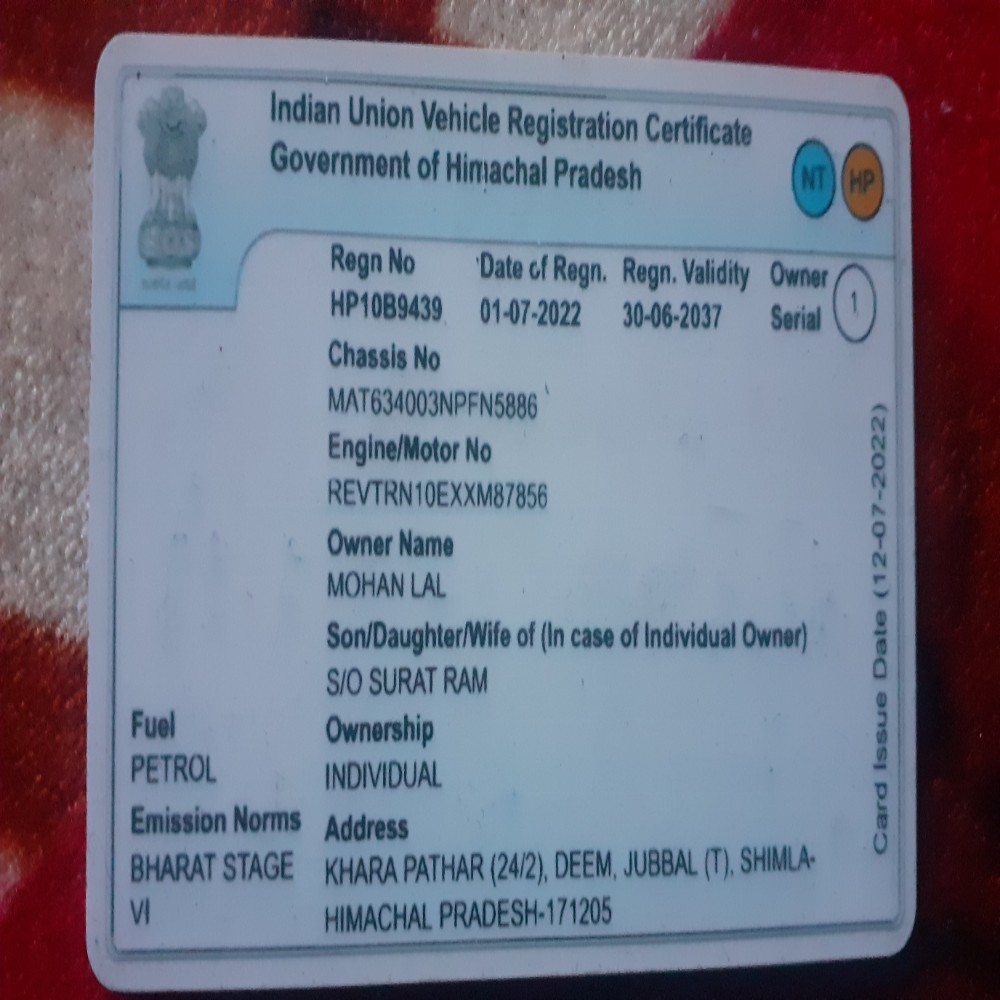 Indian Union Vehicle Registration Certificate
Government of Himachal Pradesh
NT HP
Regn No Date of Regn. Regn. Validity Owner Serial 1
HP10B9439 01-07-2022 30-06-2037
Chassis No
MAT634003NPFN5886
Engine/Motor No
REVTRN10EXXM87856
Owner Name
MOHAN LAL
Son/Daughter/Wife of (In case of Individual Owner)
S/O SURAT RAM
Fuel
PETROL
Emission Norms
BHARAT STAGE
VI
Ownership
INDIVIDUAL
Address
KHARA PATHAR (24/2), DEEM, JUBBAL (T), SHIMLA-
HIMACHAL PRADESH-171205
Card Issue Date (12-07-2022)